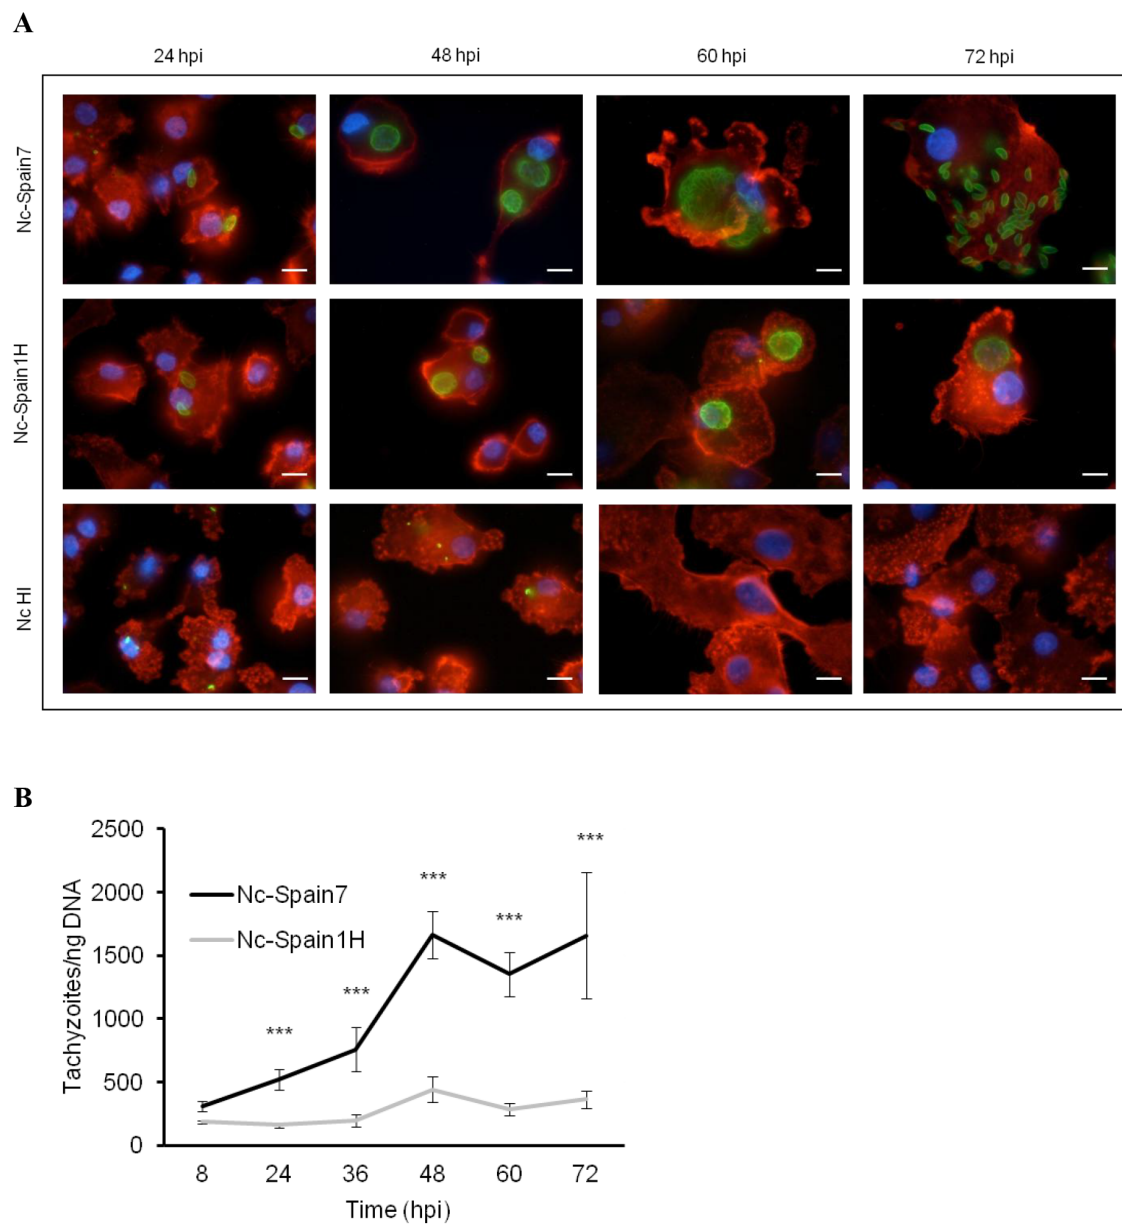 A
24 hpi 48 hpi 60 hpi 72 hpi
Nc-Spain7
Nc-Spain1H
Nc HI
B
2500
2000
1500
1000
500
0
Tachyzoites/ng DNA
Nc-Spain7
Nc-Spain1H
***
***
***
***
***
8 24 36 48 60 72
Time (hpi)